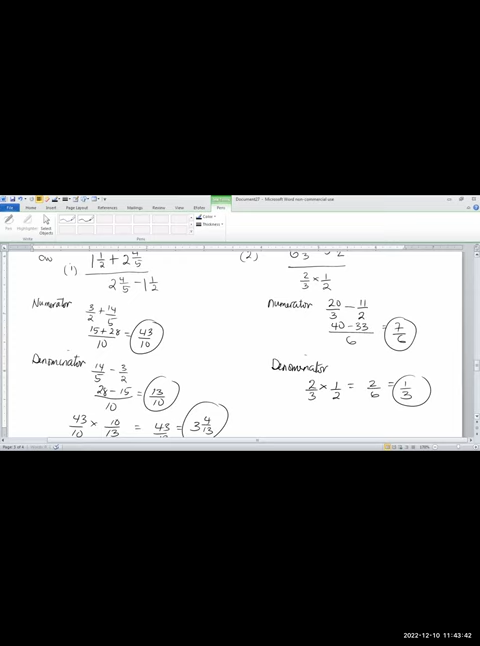 Document17 - Microsoft Word non-commercial use
File Home Insert Page Layout References Mailings Review View Pens
Pen Highlighter Select Objects
Color
Thickness
Write Pens
(1) 1 1/2 + 2 4/5
2 4/5 - 1 1/2
Numerator 3/2 + 14/5
15 + 28 / 10 = 43/10
Denominator 14/5 - 3/2
28 - 15 / 10 = 13/10
43/10 × 10/13 = 43 = 3 4/13
(2)
2/3 × 1/2
Numerator 20/3 - 11/2
40 - 33 / 6 = 7/6
Denominator
2/3 × 1/2 = 2/6 = 1/3
2022-12-10 11:43:42